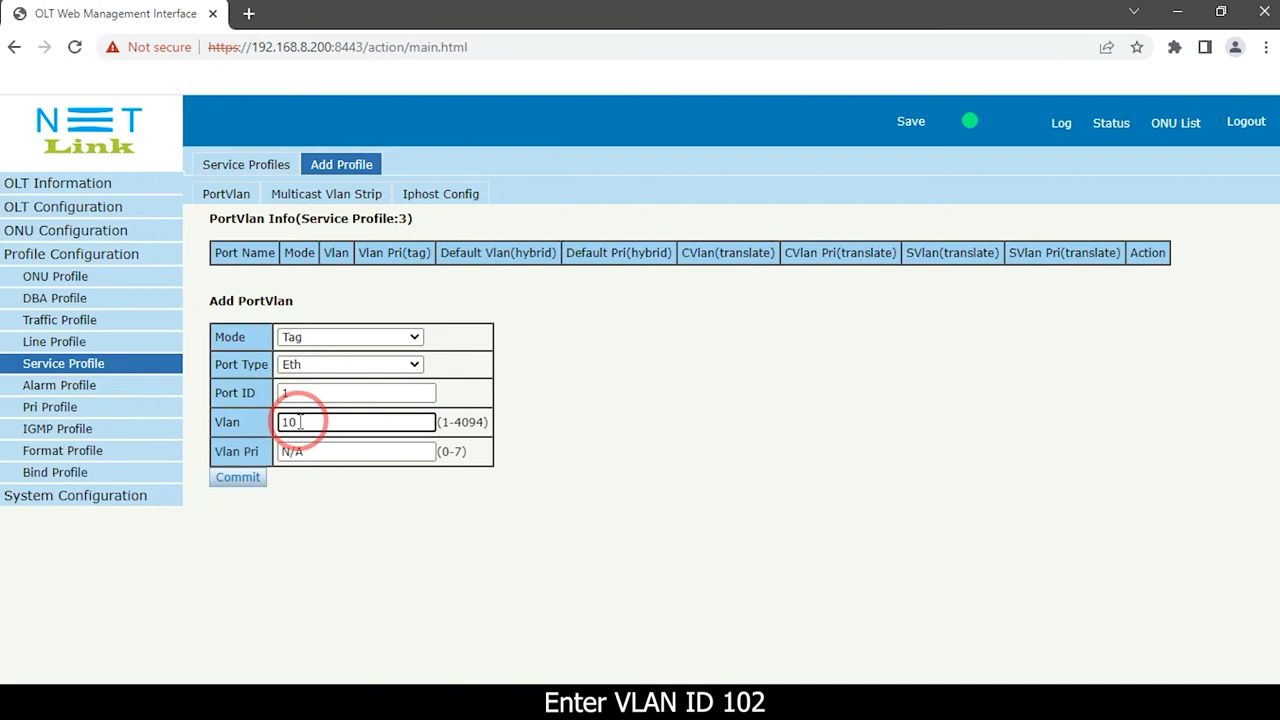 OLT Web Management Interface
Not secure https://192.168.8.200:8443/action/main.html
NET
Link
Save
Log Status ONU List Logout
Service Profiles Add Profile
PortVlan Multicast Vlan Strip Iphost Config
OLT Information
OLT Configuration
ONU Configuration
Profile Configuration
ONU Profile
DBA Profile
Traffic Profile
Line Profile
Service Profile
Alarm Profile
Pri Profile
IGMP Profile
Format Profile
Bind Profile
System Configuration
PortVlan Info(Service Profile:3)
Port Name Mode Vlan Vlan Pri(tag) Default Vlan(hybrid) Default Pri(hybrid) CVlan(translate) CVlan Pri(translate) SVlan(translate) SVlan Pri(translate) Action
Add PortVlan
Mode Tag
Port Type Eth
Port ID 1
Vlan 10 (1-4094)
Vlan Pri N/A (0-7)
Commit
Enter VLAN ID 102